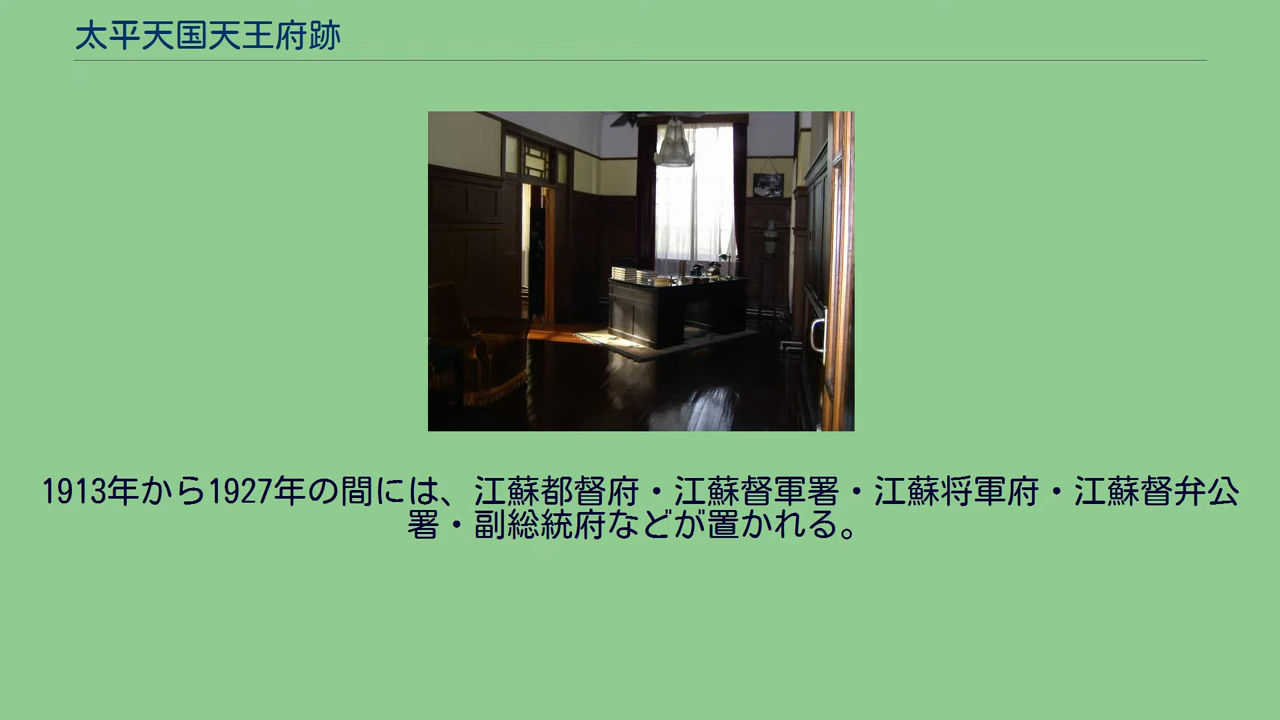 太平天国天王府跡
1913年から1927年の間には、江蘇都督府・江蘇督軍署・江蘇将軍府・江蘇督弁公
署・副総統府などが置かれる。